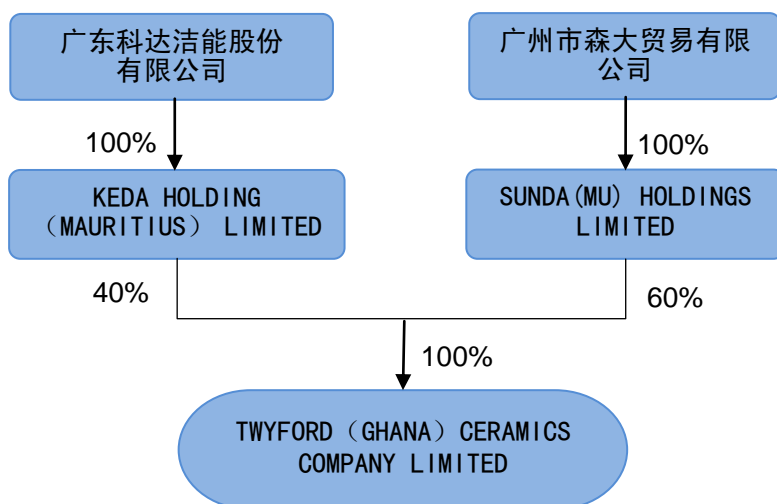 广东科达洁能股份
有限公司
广州市森大贸易有限
公司
100%
100%
KEDA HOLDING
（MAURITIUS） LIMITED
SUNDA(MU) HOLDINGS
LIMITED
40%
60%
100%
TWYFORD（GHANA）CERAMICS
COMPANY LIMITED